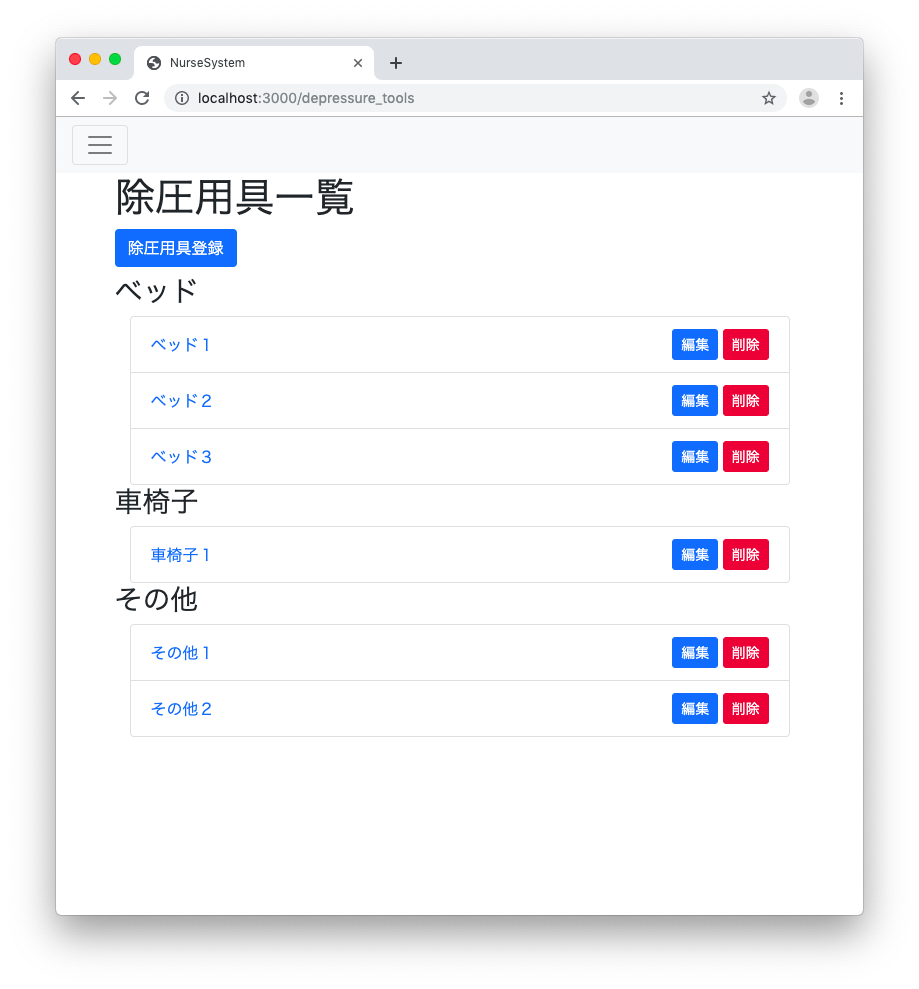 NurseSystem
localhost:3000/depressure_tools
除圧用具一覧
除圧用具登録
ベッド
ベッド１ 編集 削除
ベッド２ 編集 削除
ベッド３ 編集 削除
車椅子
車椅子１ 編集 削除
その他
その他１ 編集 削除
その他２ 編集 削除